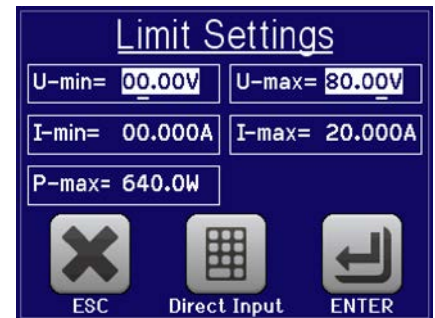 Limit Settings
U-min= 00.00V U-max= 80.00V
I-min= 00.000A I-max= 20.000A
P-max= 640.0W
ESC Direct Input ENTER